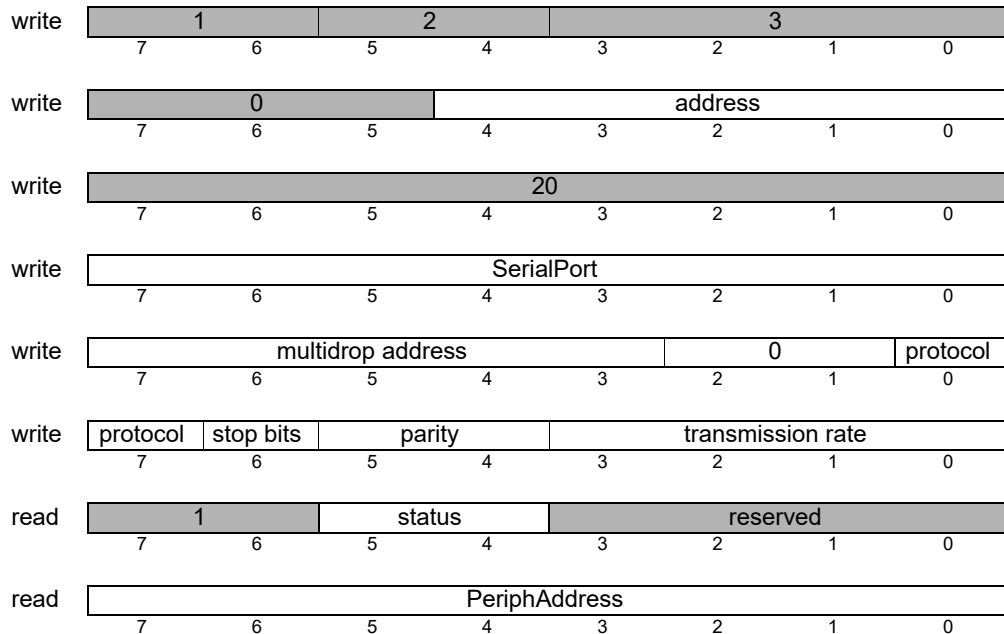 write 1 2 3
7 6 5 4 3 2 1 0
write 0 address
7 6 5 4 3 2 1 0
write 20
7 6 5 4 3 2 1 0
write SerialPort
7 6 5 4 3 2 1 0
write multidrop address 0 protocol
7 6 5 4 3 2 1 0
write protocol stop bits parity transmission rate
7 6 5 4 3 2 1 0
read 1 status reserved
7 6 5 4 3 2 1 0
read PeriphAddress
7 6 5 4 3 2 1 0